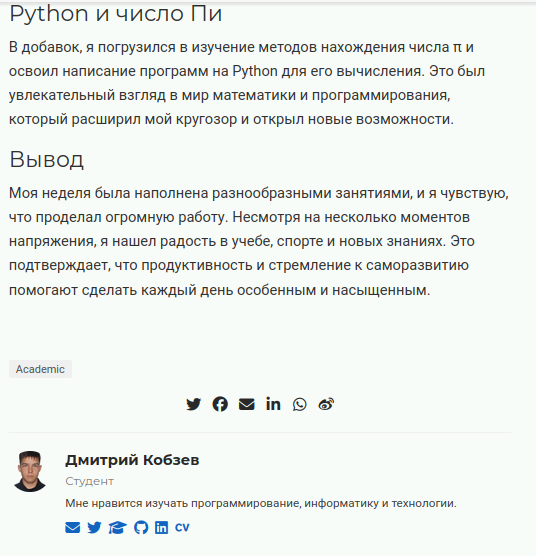 Python и число Пи
В добавок, я погрузился в изучение методов нахождения числа π и
освоил написание программ на Python для его вычисления. Это был
увлекательный взгляд в мир математики и программирования,
который расширил мой кругозор и открыл новые возможности.
Вывод
Моя неделя была наполнена разнообразными занятиями, и я чувствую,
что проделал огромную работу. Несмотря на несколько моментов
напряжения, я нашел радость в учебе, спорте и новых знаниях. Это
подтверждает, что продуктивность и стремление к саморазвитию
помогают сделать каждый день особенным и насыщенным.
Academic
Дмитрий Кобзев
Студент
Мне нравится изучать программирование, информатику и технологии.
CV